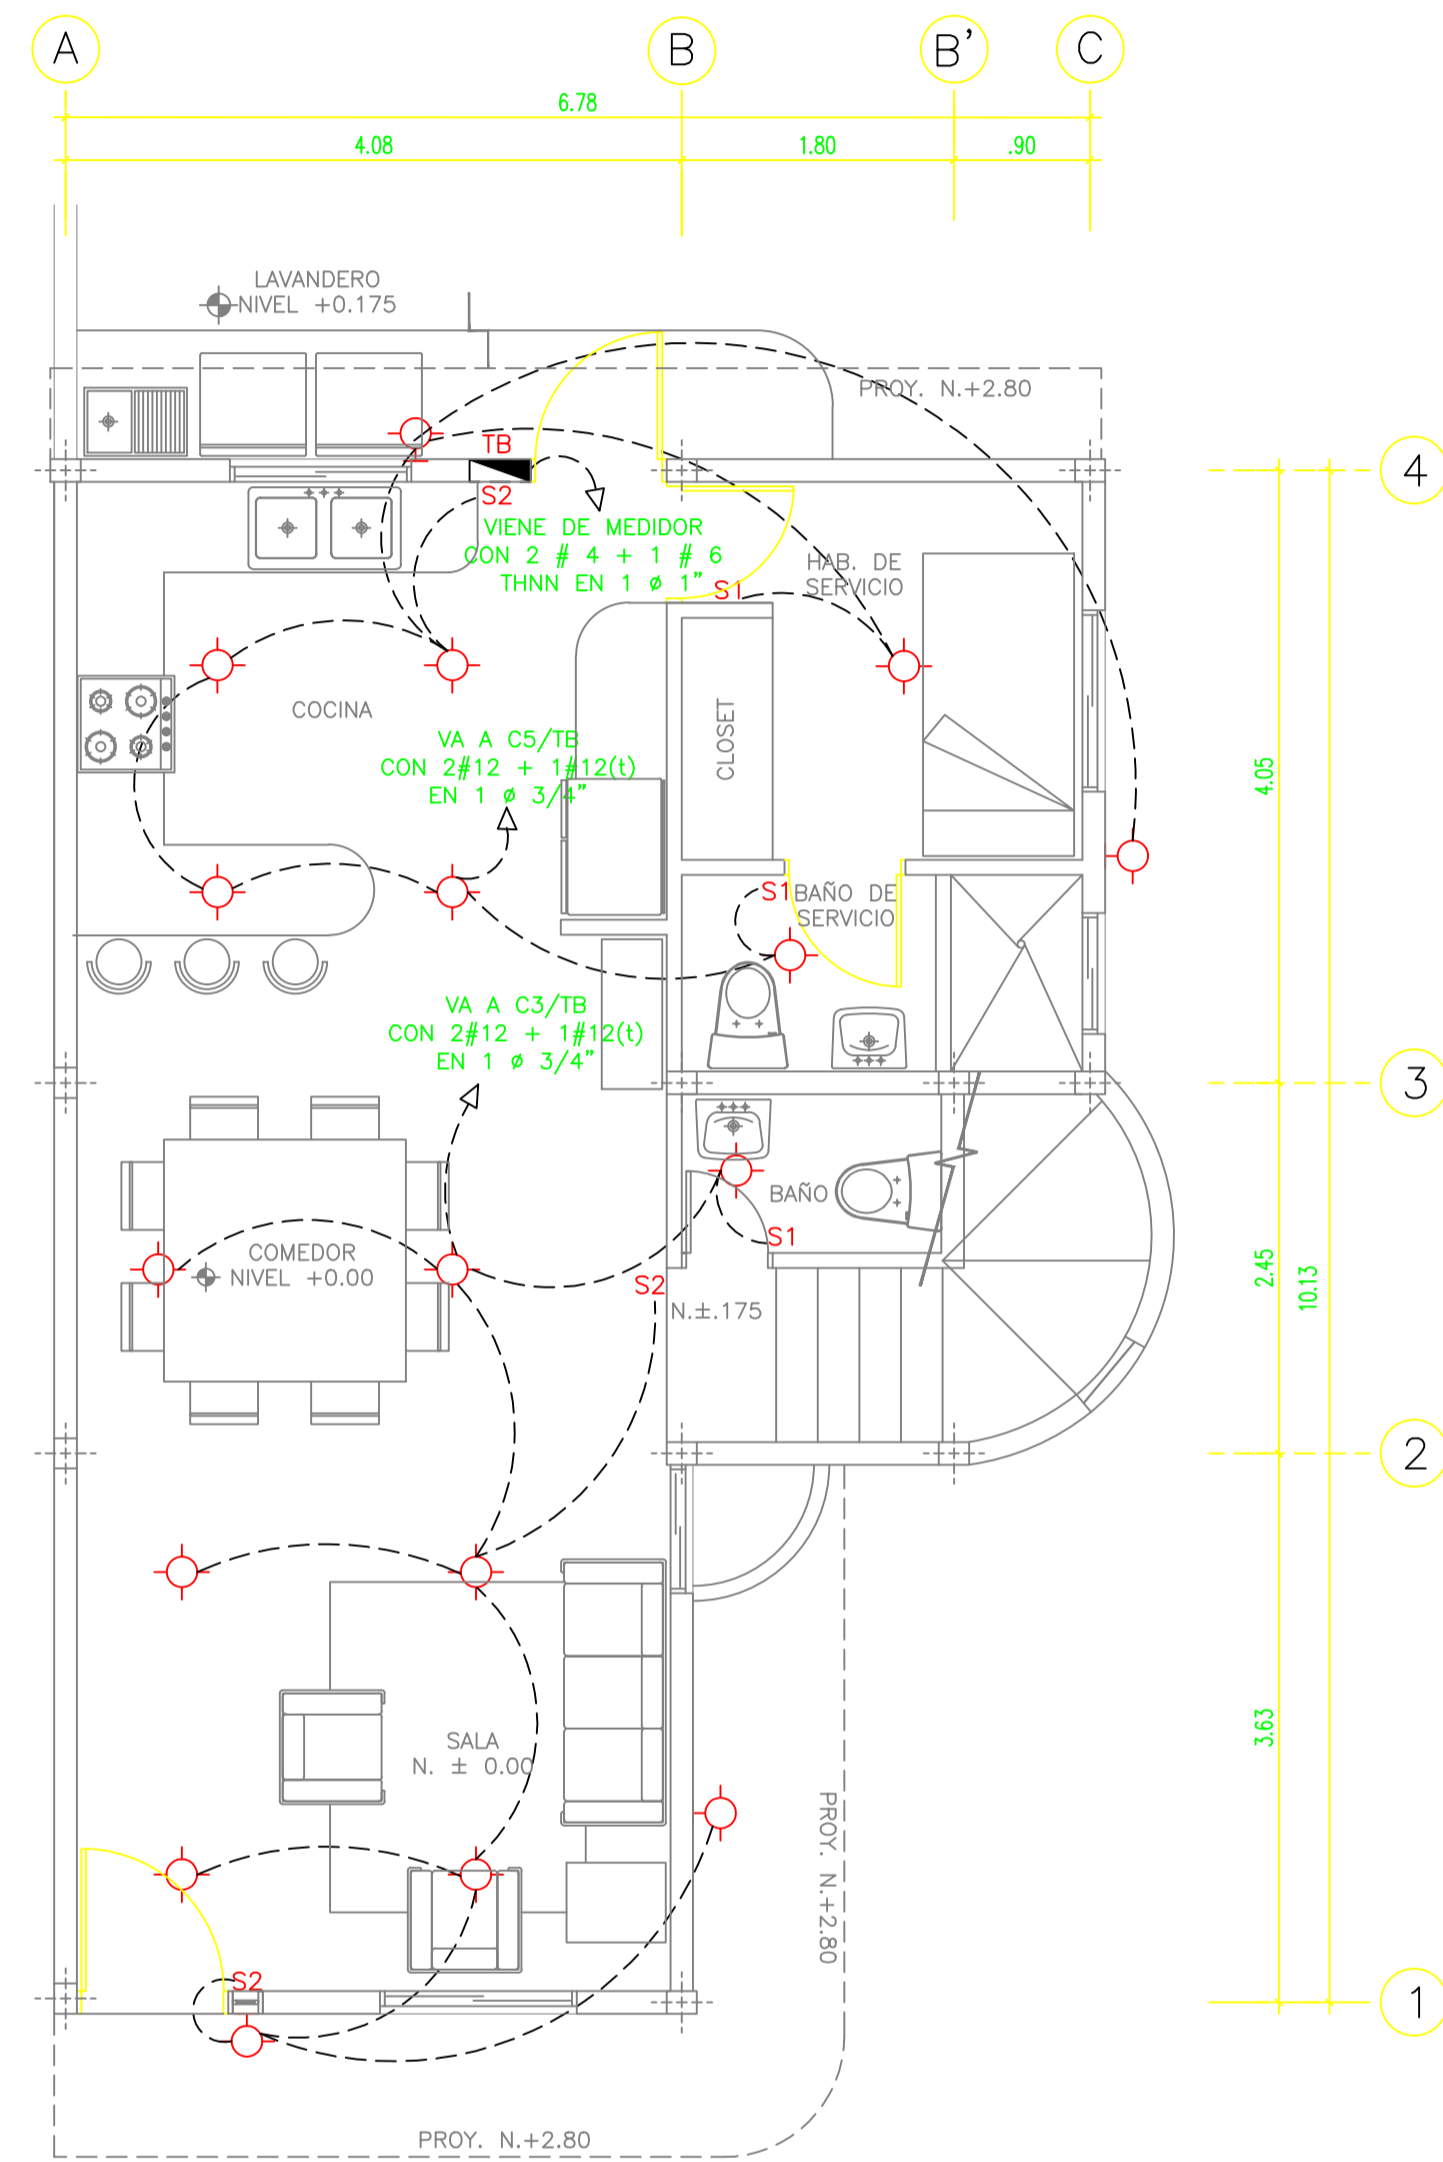 A
B
B’
C
6.78
4.08
1.80
.90
LAVANDERO
NIVEL +0.175
PROY. N.+2.80
TB
4
S2
VIENE DE MEDIDOR
CON 2 # 4 + 1 # 6
THNN EN 1 ø 1”
HAB. DE
SERVICIO
S1
COCINA
CLOSET
VA A C5/TB
CON 2#12 + 1#12(t)
EN 1 ø 3/4”
4.05
S1
BAÑO DE
SERVICIO
VA A C3/TB
CON 2#12 + 1#12(t)
EN 1 ø 3/4”
3
BAÑO
S1
COMEDOR
NIVEL +0.00
S2
N.±.175
2.45
10.13
2
SALA
N. ± 0.00
3.63
PROY. N.+2.80
S2
1
PROY. N.+2.80